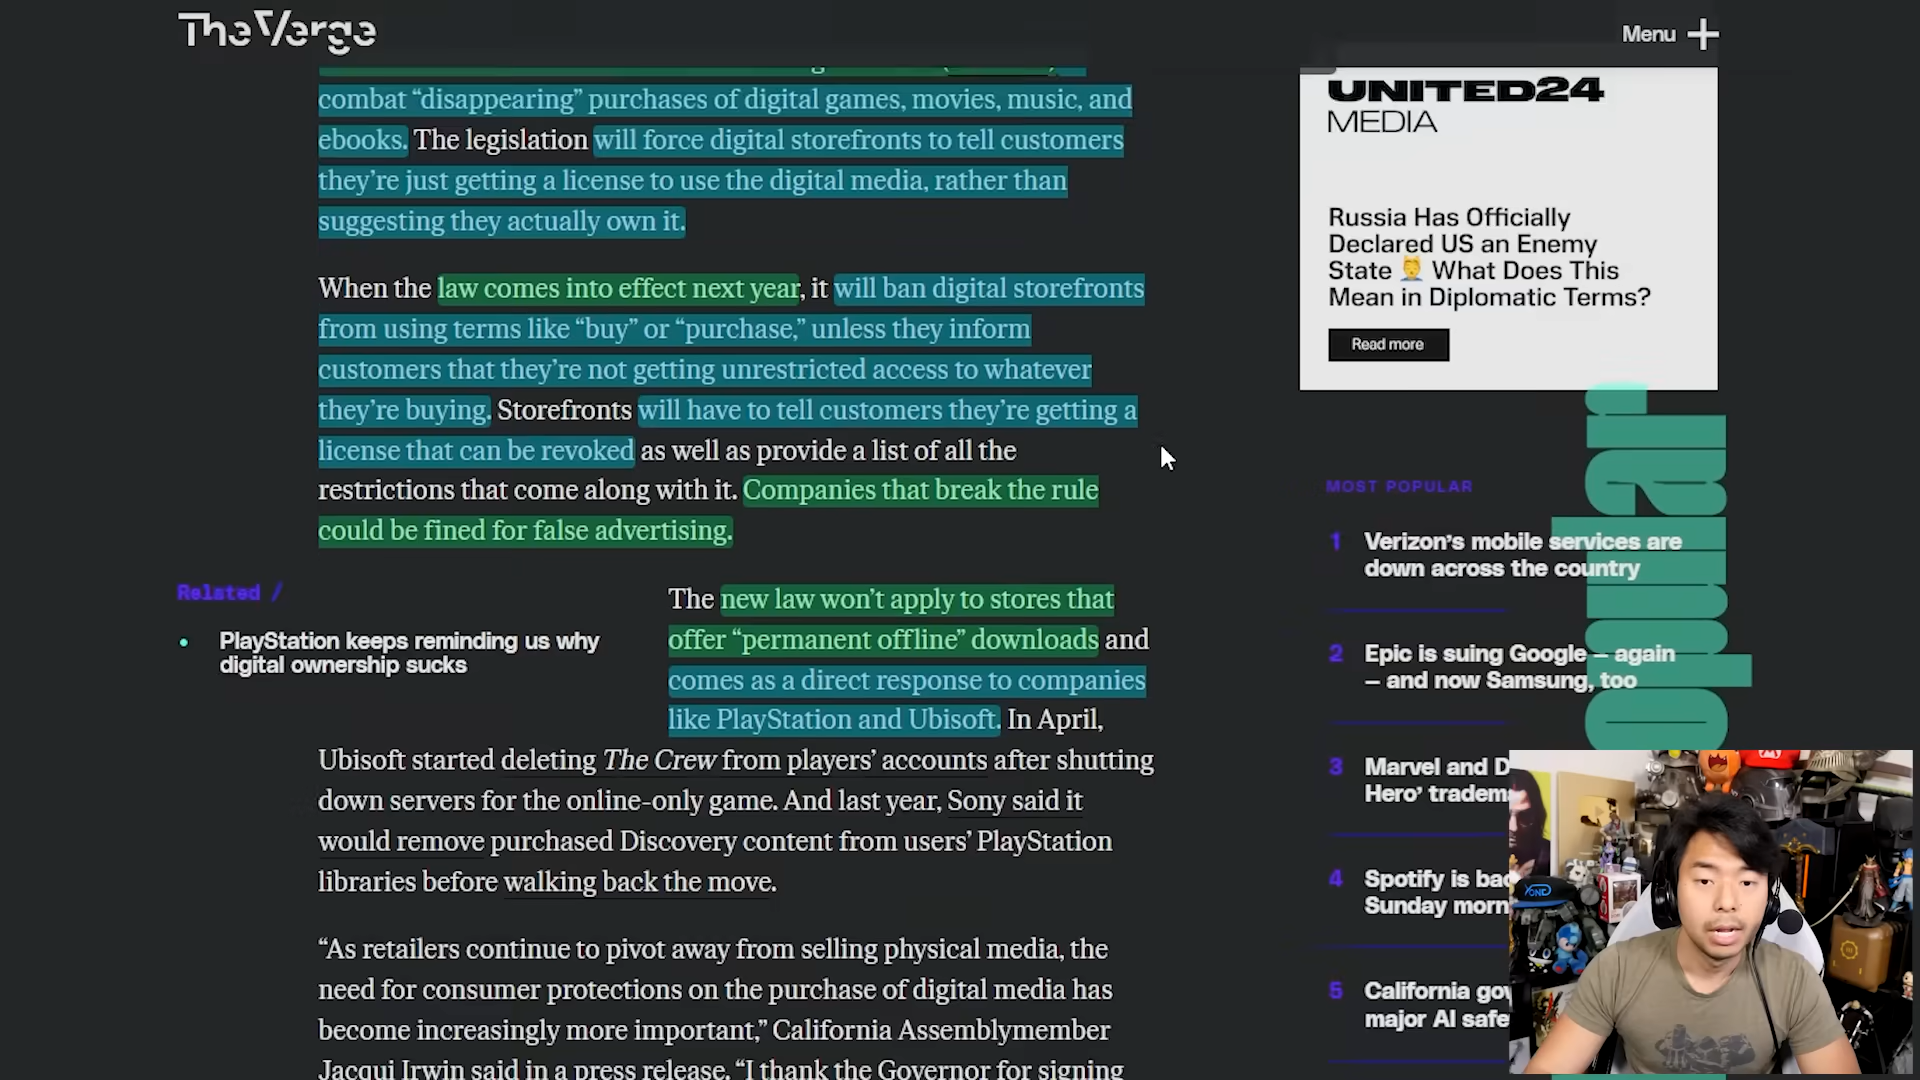 The Verge
Menu
combat “disappearing” purchases of digital games, movies, music, and
ebooks. The legislation will force digital storefronts to tell customers
they’re just getting a license to use the digital media, rather than
suggesting they actually own it.
When the law comes into effect next year, it will ban digital storefronts
from using terms like “buy” or “purchase,” unless they inform
customers that they’re not getting unrestricted access to whatever
they’re buying. Storefronts will have to tell customers they’re getting a
license that can be revoked as well as provide a list of all the
restrictions that come along with it. Companies that break the rule
could be fined for false advertising.
Related /
PlayStation keeps reminding us why
digital ownership sucks
The new law won’t apply to stores that
offer “permanent offline” downloads and
comes as a direct response to companies
like PlayStation and Ubisoft. In April,
Ubisoft started deleting The Crew from players’ accounts after shutting
down servers for the online-only game. And last year, Sony said it
would remove purchased Discovery content from users’ PlayStation
libraries before walking back the move.
“As retailers continue to pivot away from selling physical media, the
need for consumer protections on the purchase of digital media has
become increasingly more important,” California Assemblymember
Jacqui Irwin said in a press release. “I thank the Governor for signing
UNITED24
MEDIA
Russia Has Officially
Declared US an Enemy
State 🤦 What Does This
Mean in Diplomatic Terms?
Read more
MOST POPULAR
1 Verizon’s mobile services are
down across the country
2 Epic is suing Google – again
– and now Samsung, too
3 Marvel and D
Hero’ tradema
4 Spotify is bac
Sunday morn
5 California gov
major AI safe